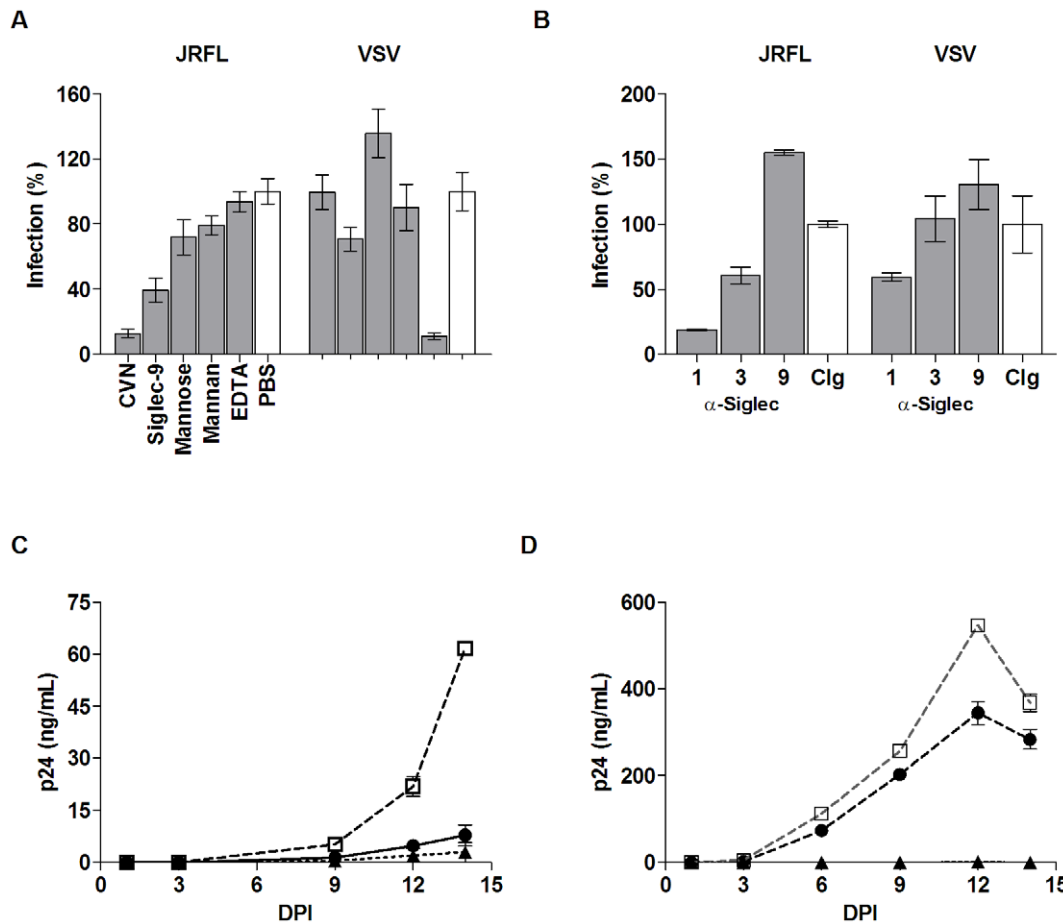 A
JRFL
VSV
Infection (%)
160
120
80
40
0
CVN
Siglec-9
Mannose
Mannan
EDTA
PBS
B
JRFL
VSV
Infection (%)
200
150
100
50
0
1 3 9 CIg 1 3 9 CIg
α-Siglec α-Siglec
C
p24 (ng/mL)
75
60
45
30
15
0
0 3 6 9 12 15
DPI
D
p24 (ng/mL)
600
400
200
0
0 3 6 9 12 15
DPI